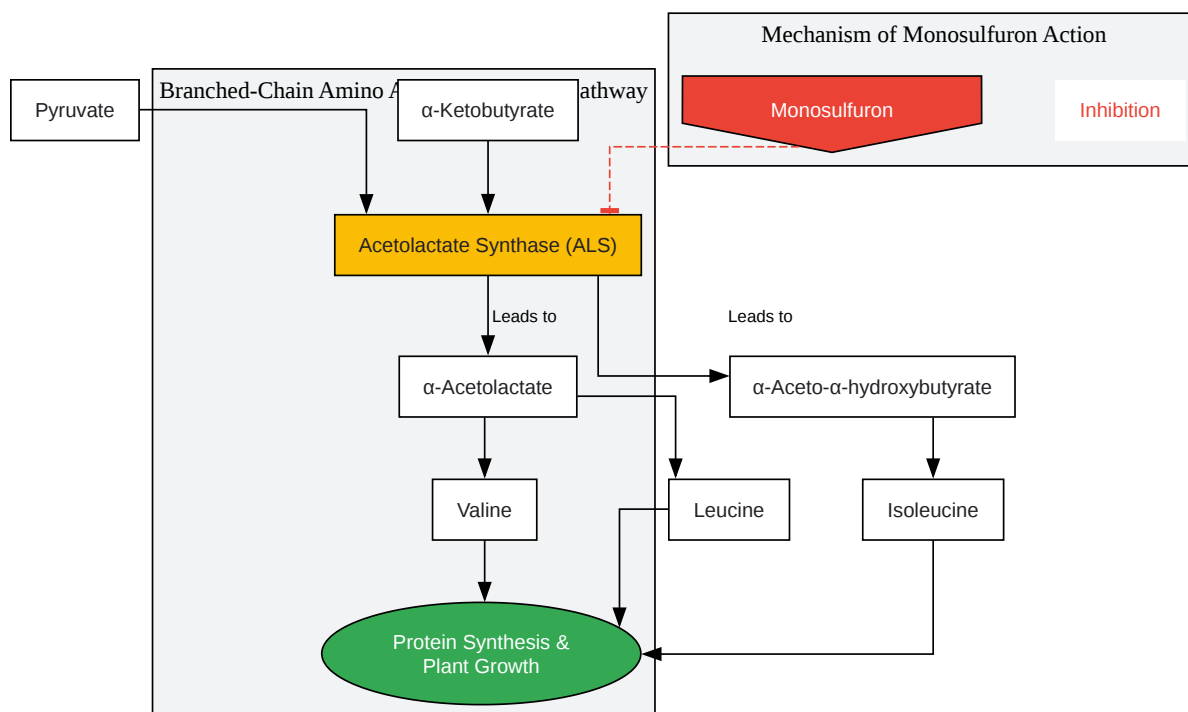 Mechanism of Monosulfuron Action
Branched-Chain Amino A
athway
Pyruvate
α-Ketobutyrate
Monosulfuron
Inhibition
Acetolactate Synthase (ALS)
Leads to
Leads to
α-Acetolactate
α-Aceto-α-hydroxybutyrate
Valine
Leucine
Isoleucine
Protein Synthesis &
Plant Growth